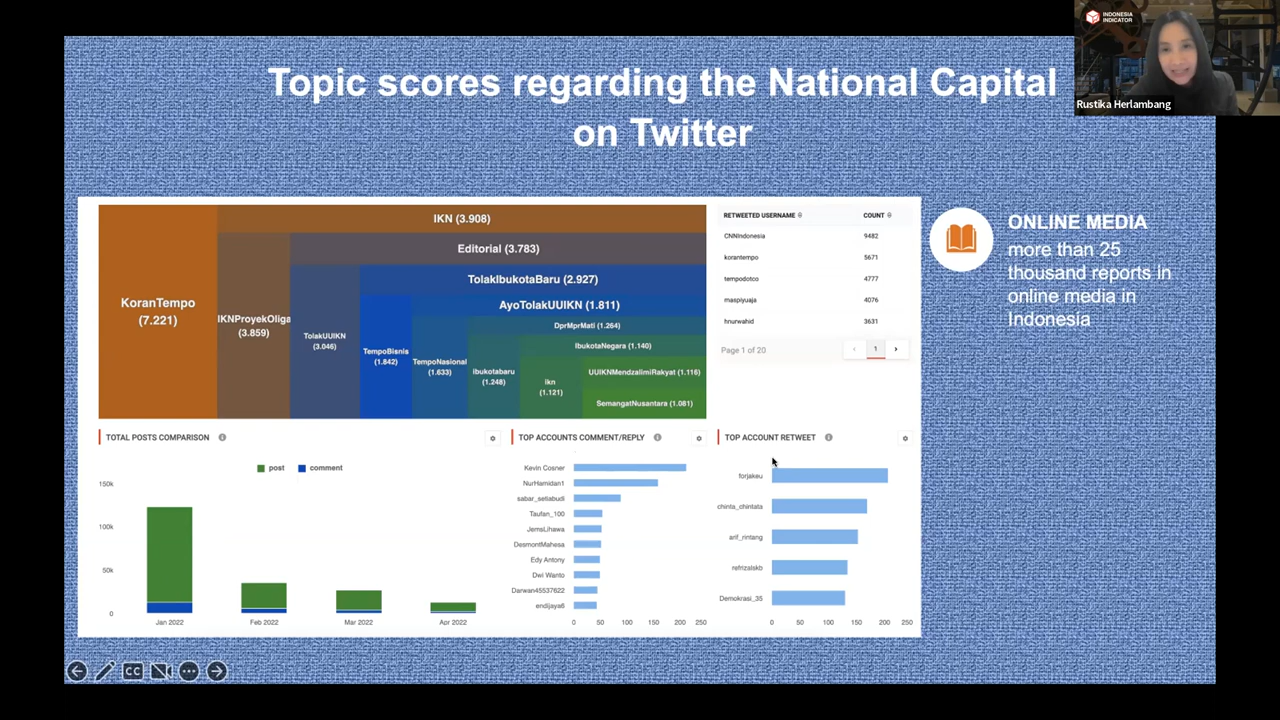 INDONESIA
INDICATOR
Rustika Herlambang
Topic scores regarding the National Capital
on Twitter
KoranTempo
(7.221)
IKN (3.908)
IKNProyekOliga
(3.859)
Editorial (3.783)
TolakUUIKN
(3.046)
TolakIbukotaBaru (2.927)
TempoBisnis
(1.842)
AyoTolakUUIKN (1.811)
TempoNasional
(1.633)
DprMprMati (1.264)
ibukotabaru
(1.248)
IbukotaNegara (1.140)
ikn
(1.121)
UUIKNMendzalimiRakyat (1.116)
SemangatNusantara (1.081)
RETWEETED USERNAME COUNT
CNNIndonesia 9482
korantempo 5671
tempodotco 4777
maspiyuaja 4076
hnurwahid 3631
Page 1 of 20
1
ONLINE MEDIA
more than 25
thousand reports in
online media in
Indonesia
TOTAL POSTS COMPARISON
post comment
150k
100k
50k
0
Jan 2022 Feb 2022 Mar 2022 Apr 2022
TOP ACCOUNTS COMMENT/REPLY
Kevin Cosner
NurHamidan1
sabar_setiabudi
Taufan_100
JemsLihawa
DesmontMahesa
Edy Antony
Dwi Wanto
Darwan45537622
endijaya8
0 50 100 150 200 250
TOP ACCOUNT RETWEET
forjakeu
chinta_chintata
arif_rintang
refrizalskb
Demokrasi_35
0 50 100 150 200 250
CC